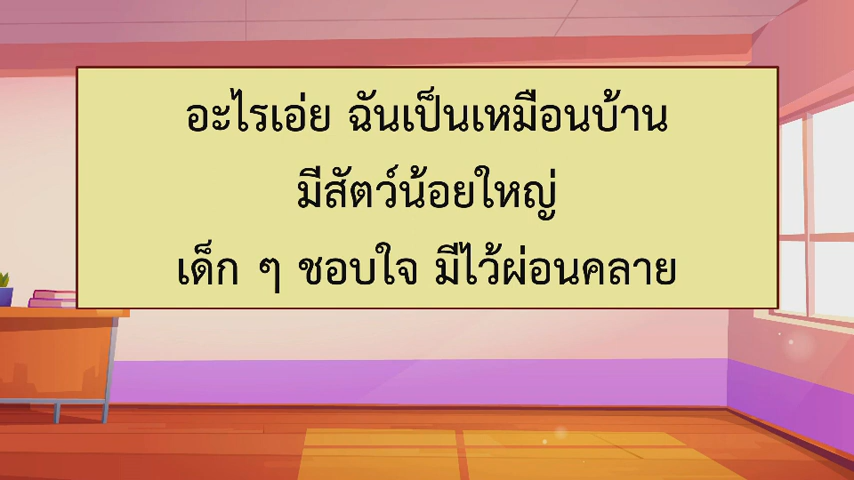 อะไรเอ่ย ฉันเป็นเหมือนบ้าน
มีสัตว์น้อยใหญ่
เด็ก ๆ ชอบใจ มีไว้ผ่อนคลาย